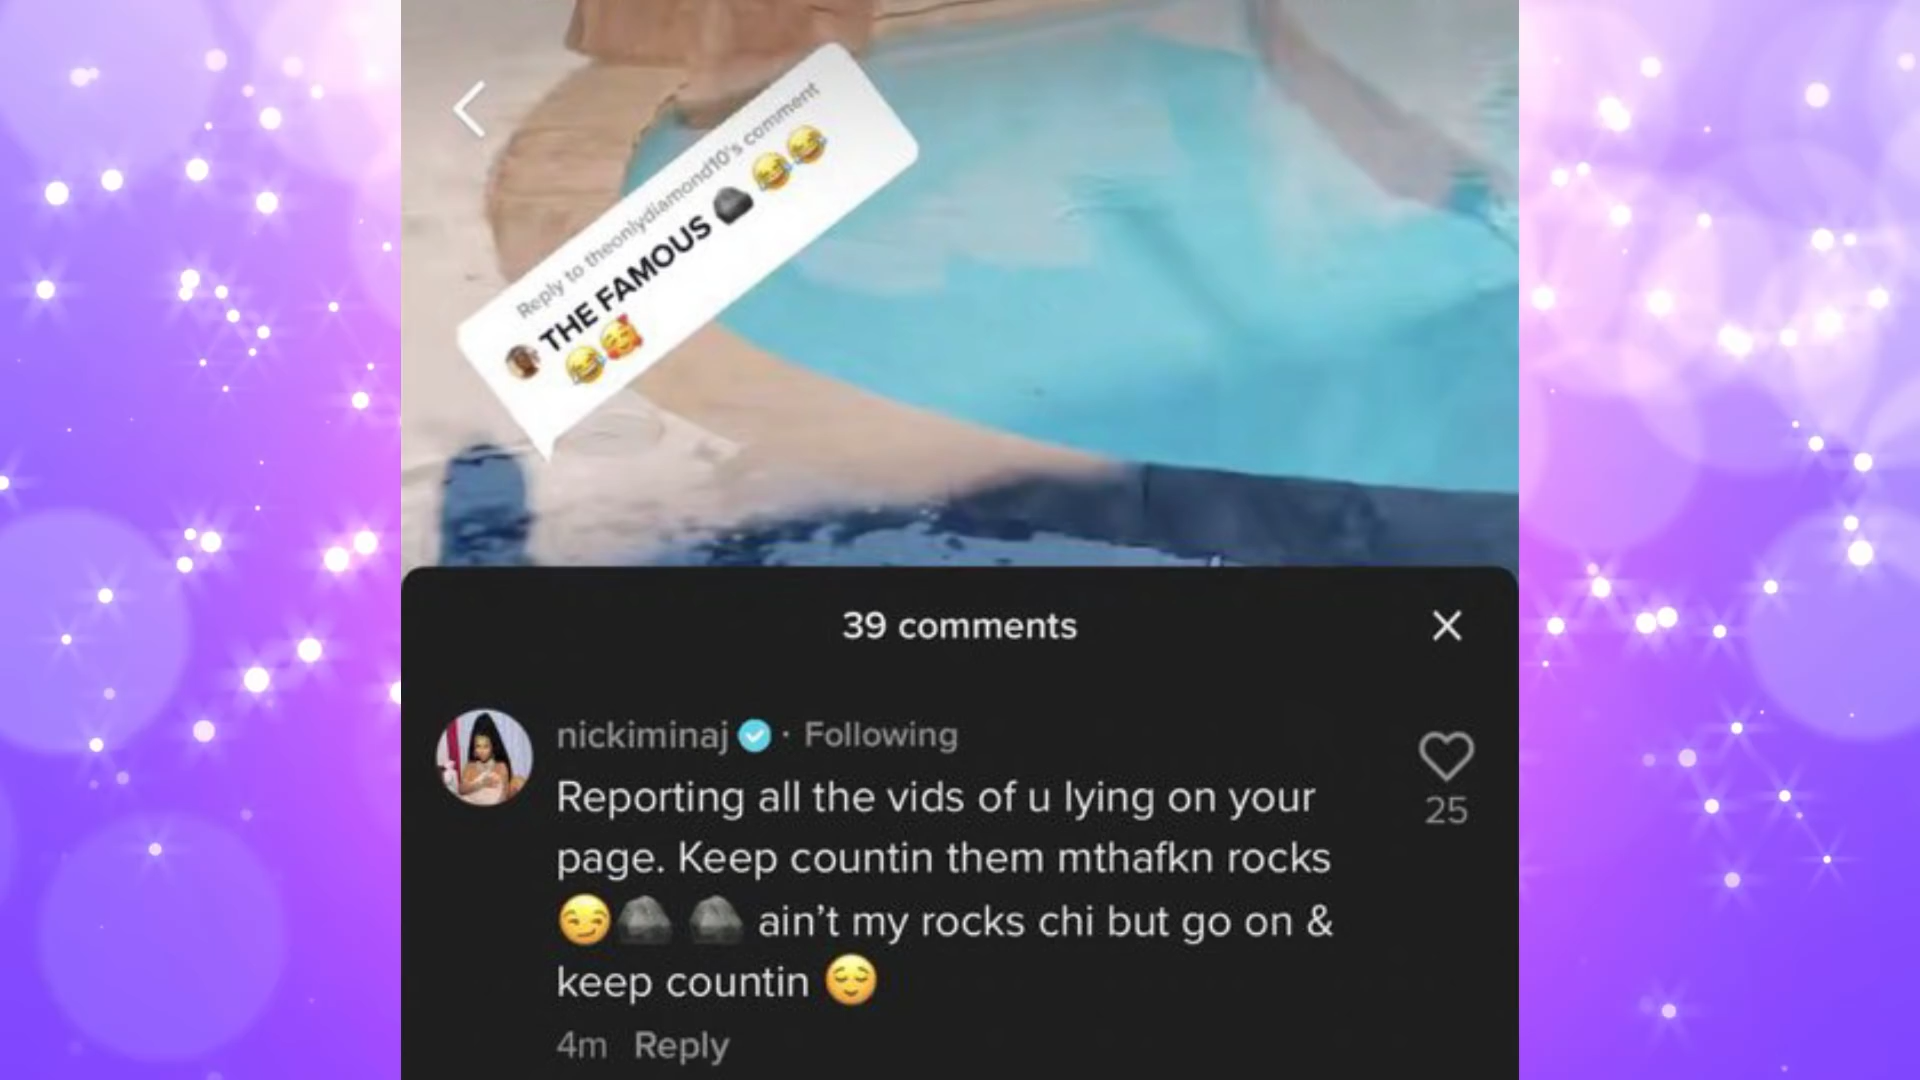 Reply to theonlydiamond10's comment
THE FAMOUS 🪨 😂😂
😂🥰
39 comments
nickiminaj · Following
Reporting all the vids of u lying on your
page. Keep countin them mthafkn rocks
😏🪨 🪨 ain't my rocks chi but go on &
keep countin 😌
25
4m Reply